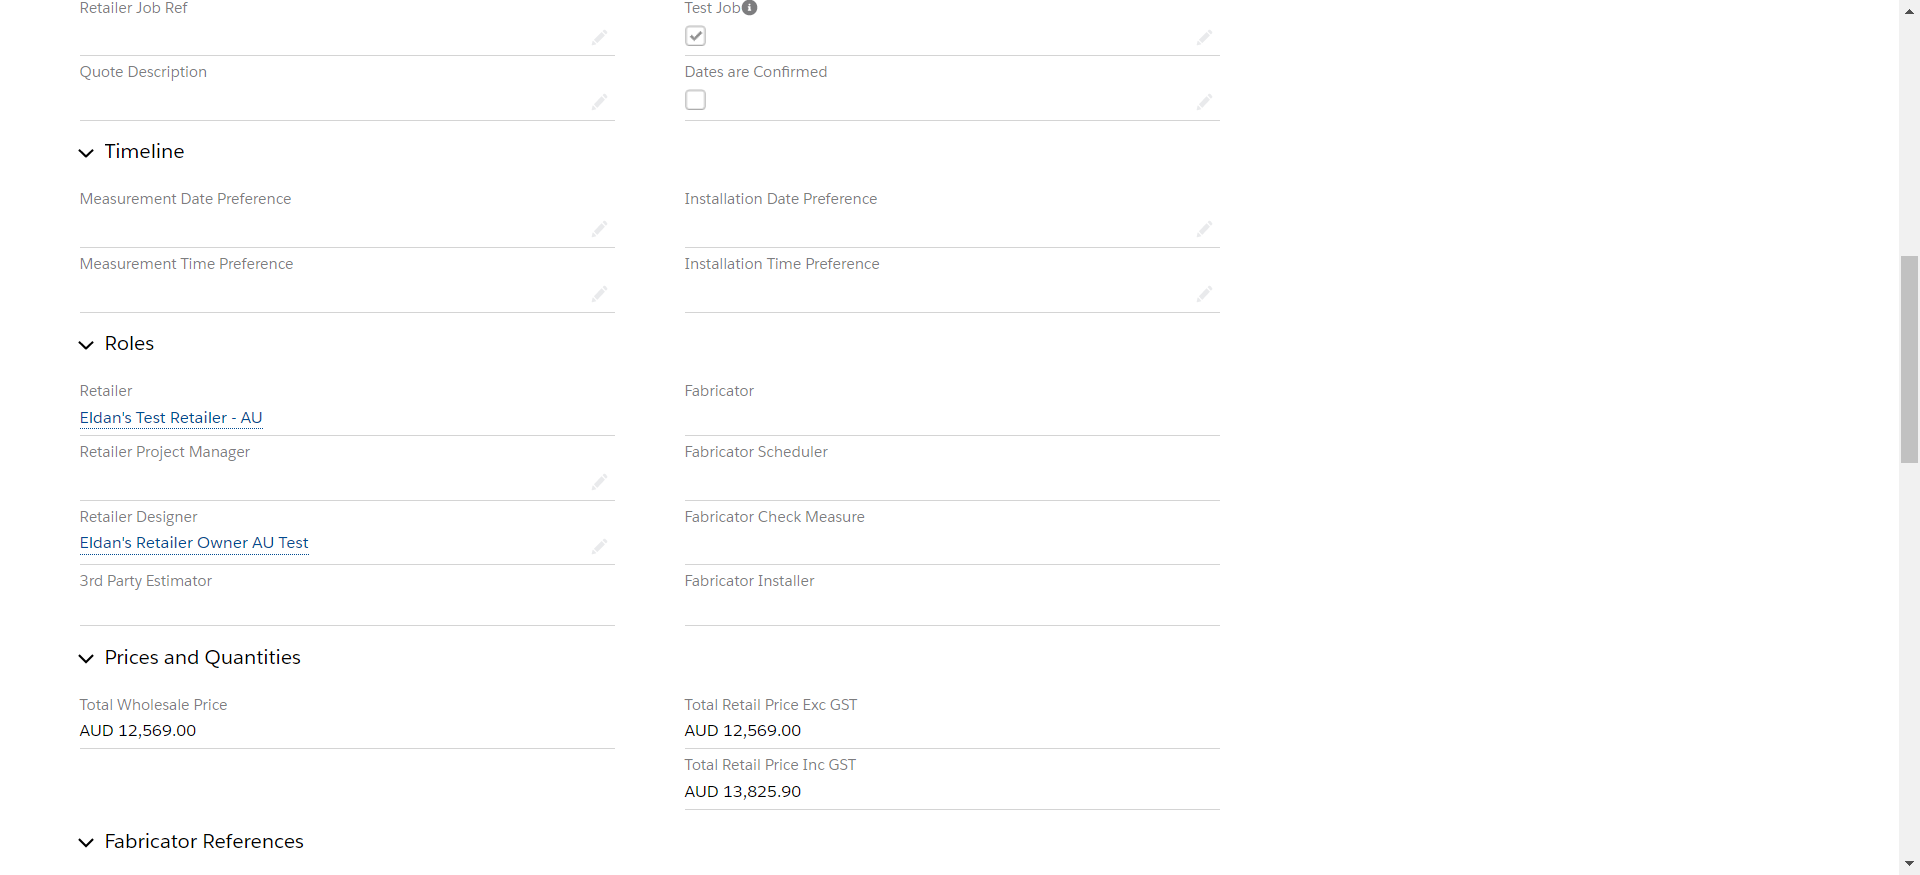 Retailer Job Ref
Test Job
Quote Description
Dates are Confirmed
Timeline
Measurement Date Preference
Installation Date Preference
Measurement Time Preference
Installation Time Preference
Roles
Retailer
Eldan's Test Retailer - AU
Fabricator
Retailer Project Manager
Fabricator Scheduler
Retailer Designer
Eldan's Retailer Owner AU Test
Fabricator Check Measure
3rd Party Estimator
Fabricator Installer
Prices and Quantities
Total Wholesale Price
AUD 12,569.00
Total Retail Price Exc GST
AUD 12,569.00
Total Retail Price Inc GST
AUD 13,825.90
Fabricator References